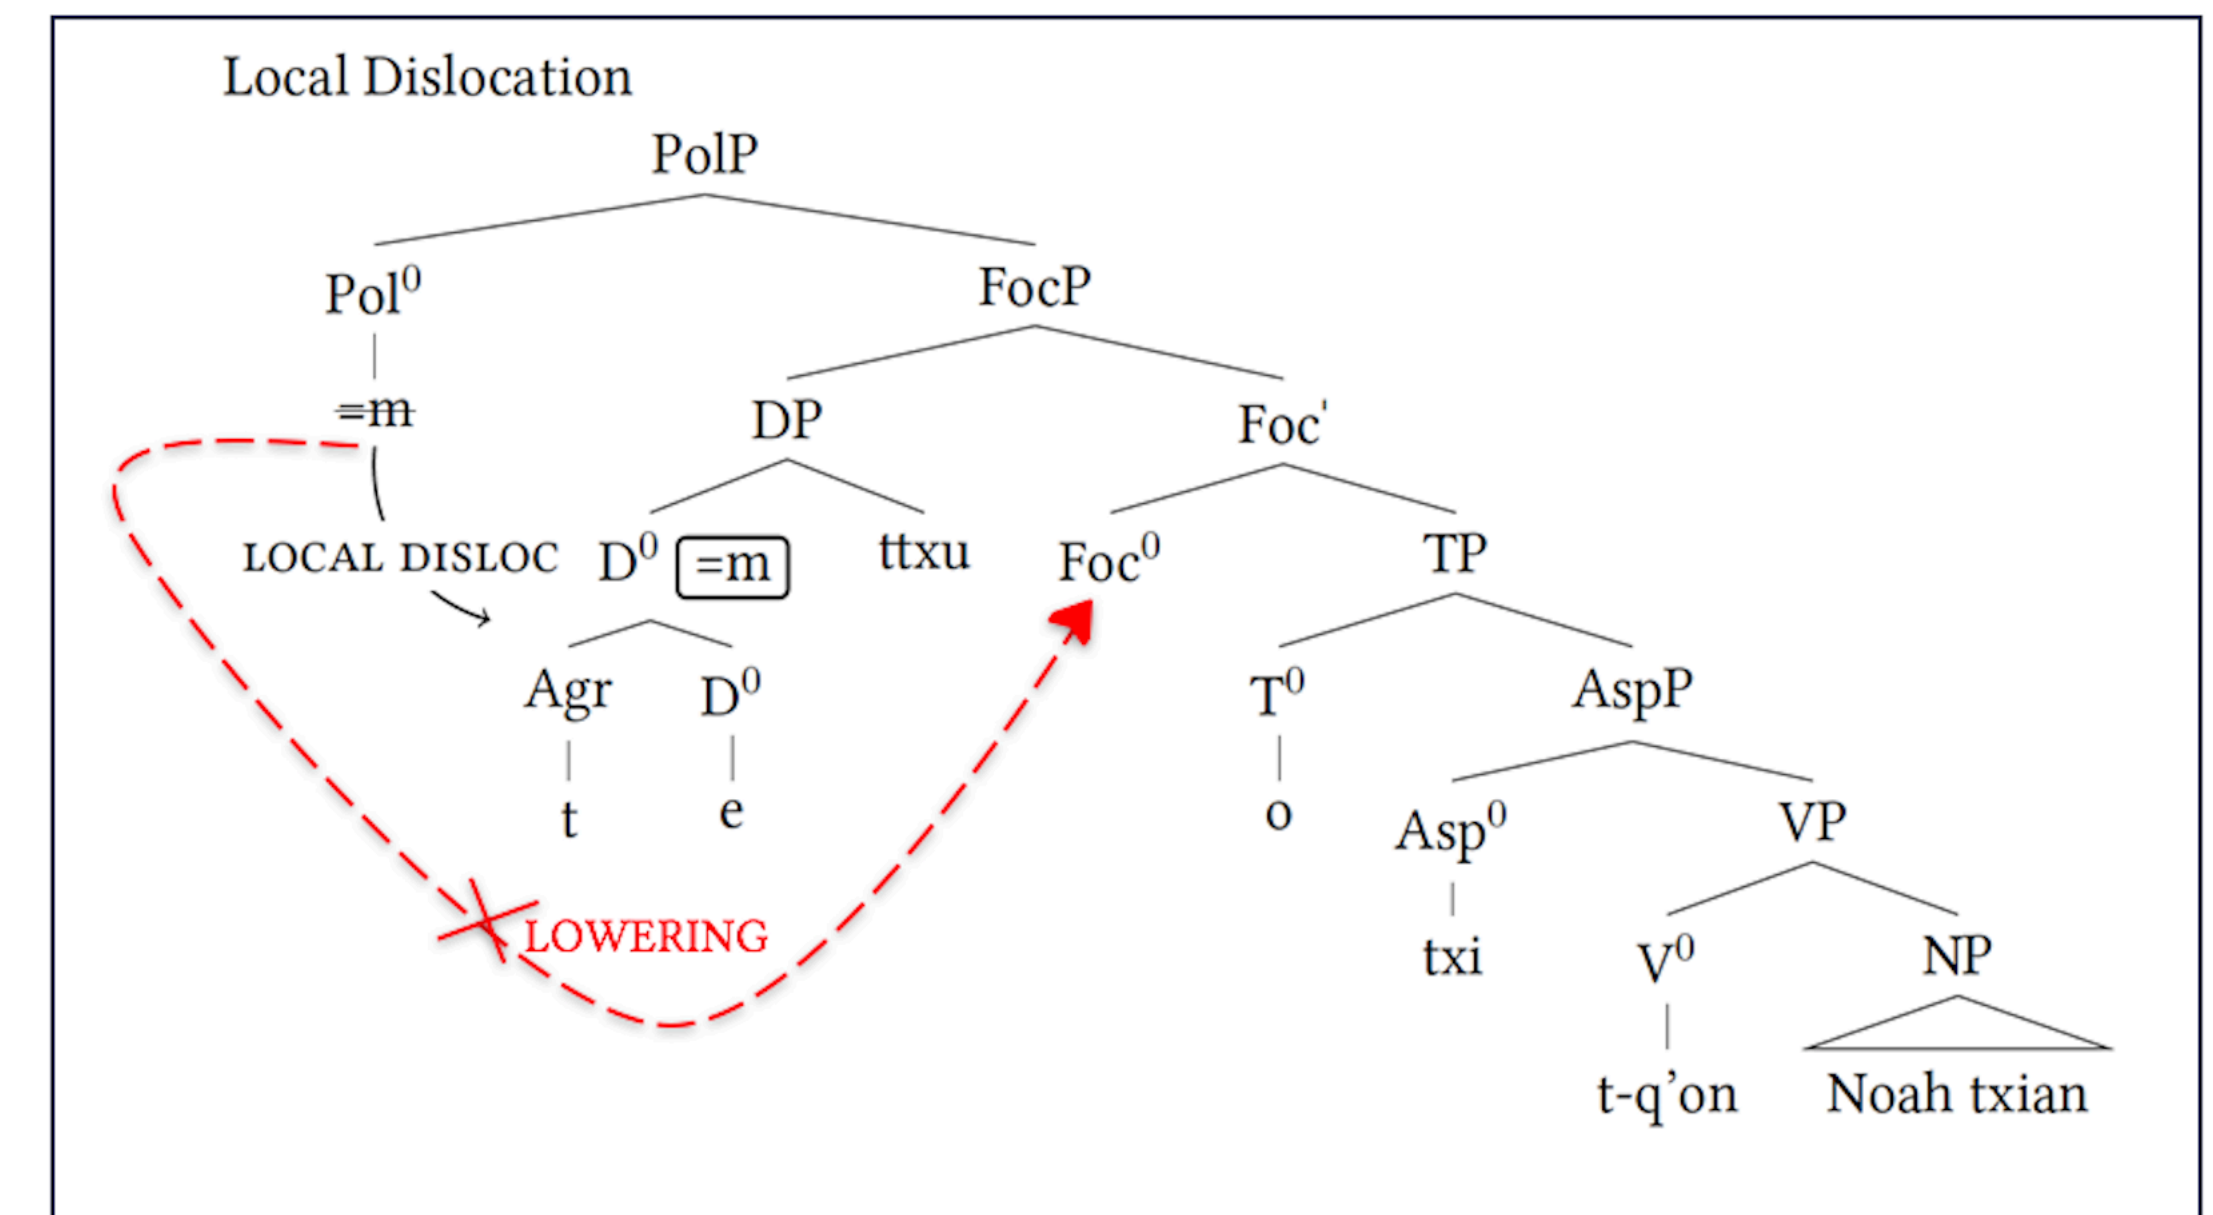 Local Dislocation
PolP
Pol⁰ FocP
=m DP Foc'
LOCAL DISLOC D⁰ =m ttxu Foc⁰ TP
Agr D⁰ T⁰ AspP
t e o Asp⁰ VP
LOWERING txi V⁰ NP
t-q’on Noah txian